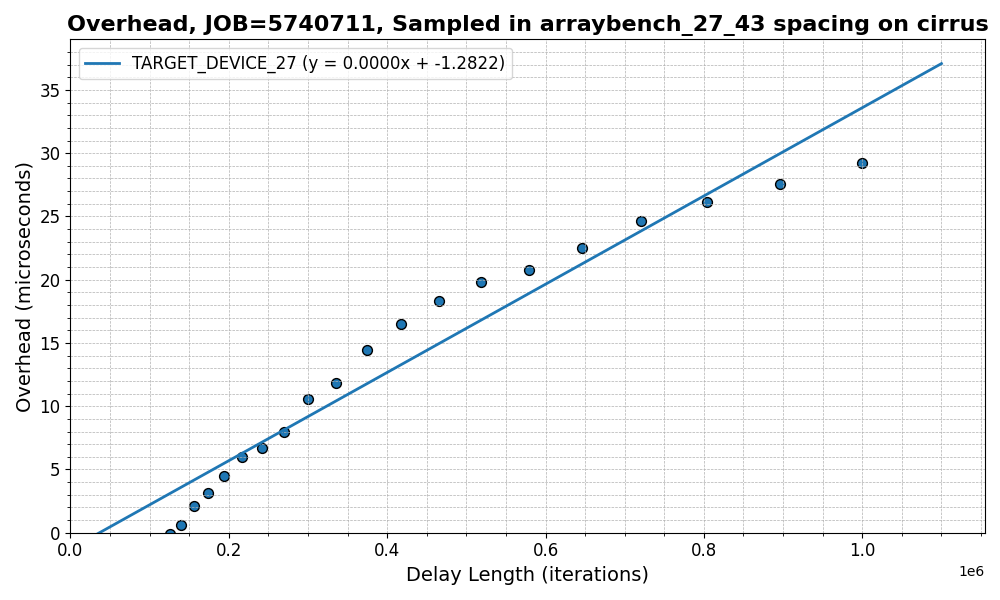 Overhead, JOB=5740711, Sampled in arraybench_27_43 spacing on cirrus
TARGET_DEVICE_27 (y = 0.0000x + -1.2822)
Overhead (microseconds)
35
30
25
20
15
10
5
0
0.0 0.2 0.4 0.6 0.8 1.0
1e6
Delay Length (iterations)